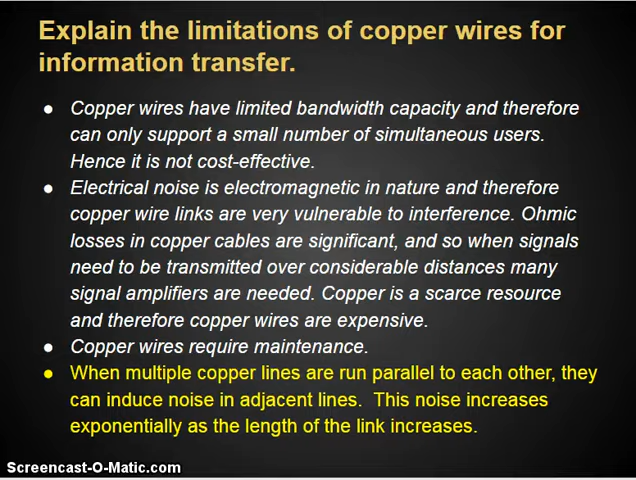 Explain the limitations of copper wires for
information transfer.
● Copper wires have limited bandwidth capacity and therefore
can only support a small number of simultaneous users.
Hence it is not cost-effective.
● Electrical noise is electromagnetic in nature and therefore
copper wire links are very vulnerable to interference. Ohmic
losses in copper cables are significant, and so when signals
need to be transmitted over considerable distances many
signal amplifiers are needed. Copper is a scarce resource
and therefore copper wires are expensive.
● Copper wires require maintenance.
● When multiple copper lines are run parallel to each other, they
can induce noise in adjacent lines.  This noise increases
exponentially as the length of the link increases.
Screencast-O-Matic.com